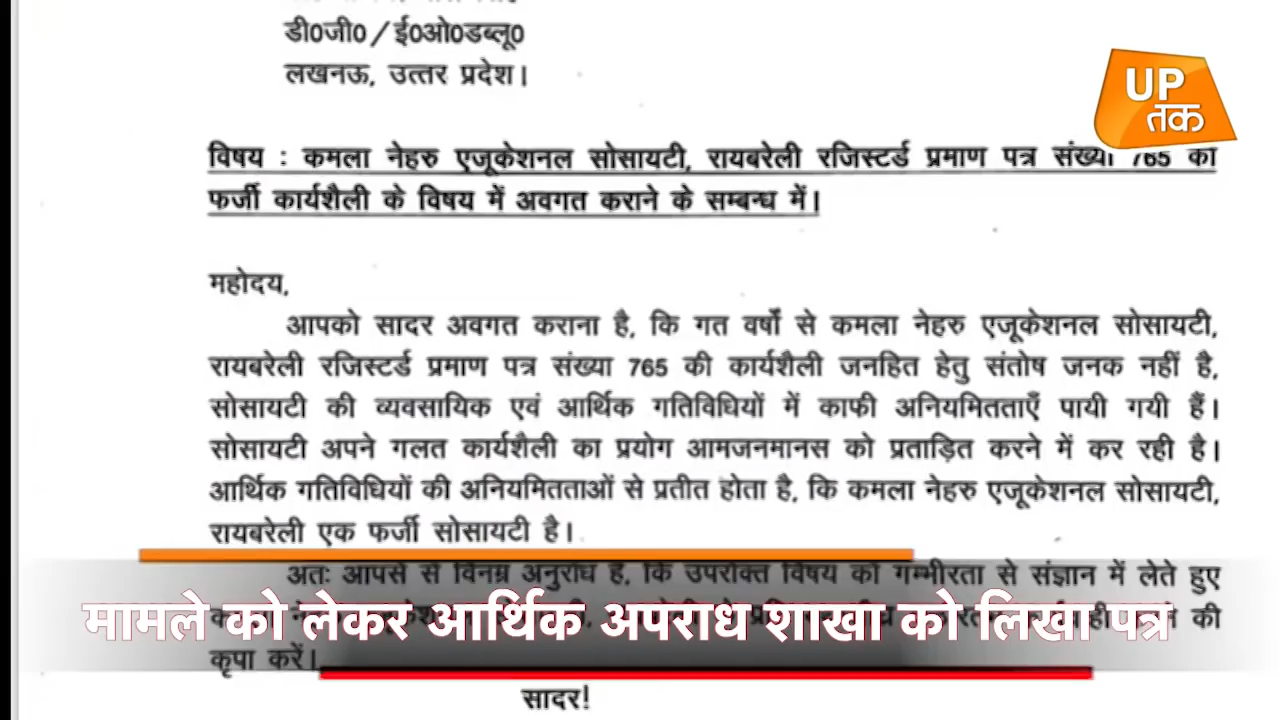 डी0जी0/ई0ओ0डब्लू0
लखनऊ, उत्तर प्रदेश।
UP
तक
विषय : कमला नेहरु एजूकेशनल सोसायटी, रायबरेली रजिस्टर्ड प्रमाण पत्र संख्या 765 का
फर्जी कार्यशैली के विषय में अवगत कराने के सम्बन्ध में।
महोदय,
आपको सादर अवगत कराना है, कि गत वर्षों से कमला नेहरु एजूकेशनल सोसायटी,
रायबरेली रजिस्टर्ड प्रमाण पत्र संख्या 765 की कार्यशैली जनहित हेतु संतोष जनक नहीं है,
सोसायटी की व्यवसायिक एवं आर्थिक गतिविधियों में काफी अनियमितताएँ पायी गयी हैं।
सोसायटी अपने गलत कार्यशैली का प्रयोग आमजनमानस को प्रताड़ित करने में कर रही है।
आर्थिक गतिविधियों की अनियमितताओं से प्रतीत होता है, कि कमला नेहरु एजूकेशनल सोसायटी,
रायबरेली एक फर्जी सोसायटी है।
अतः आपसे से विनम्र अनुरोध है, कि उपरोक्त विषय को गम्भीरता से संज्ञान में लेते हुए
मामले को लेकर आर्थिक अपराध शाखा को लिखा पत्र
की
कृपा करें।
सादर!